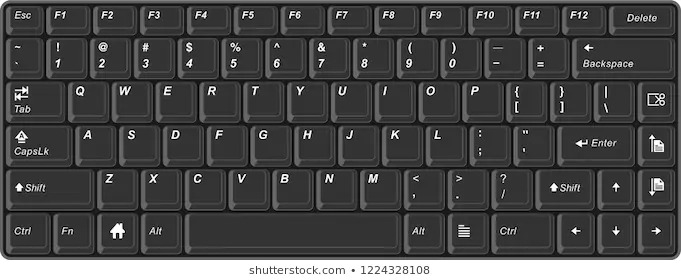 Esc F1 F2 F3 F4 F5 F6 F7 F8 F9 F10 F11 F12 Delete
~ ! @ # $ % ^ & * ( ) — +
` 1 2 3 4 5 6 7 8 9 0 - = ← Backspace
Tab Q W E R T Y U I O P { } |
[ ] \
CapsLk A S D F G H J K L : " Enter
; '
Shift Z X C V B N M < > ? Shift ↑
, . /
Ctrl Fn Alt Alt Ctrl ← ↓ →
shutterstock.com • 1224328108